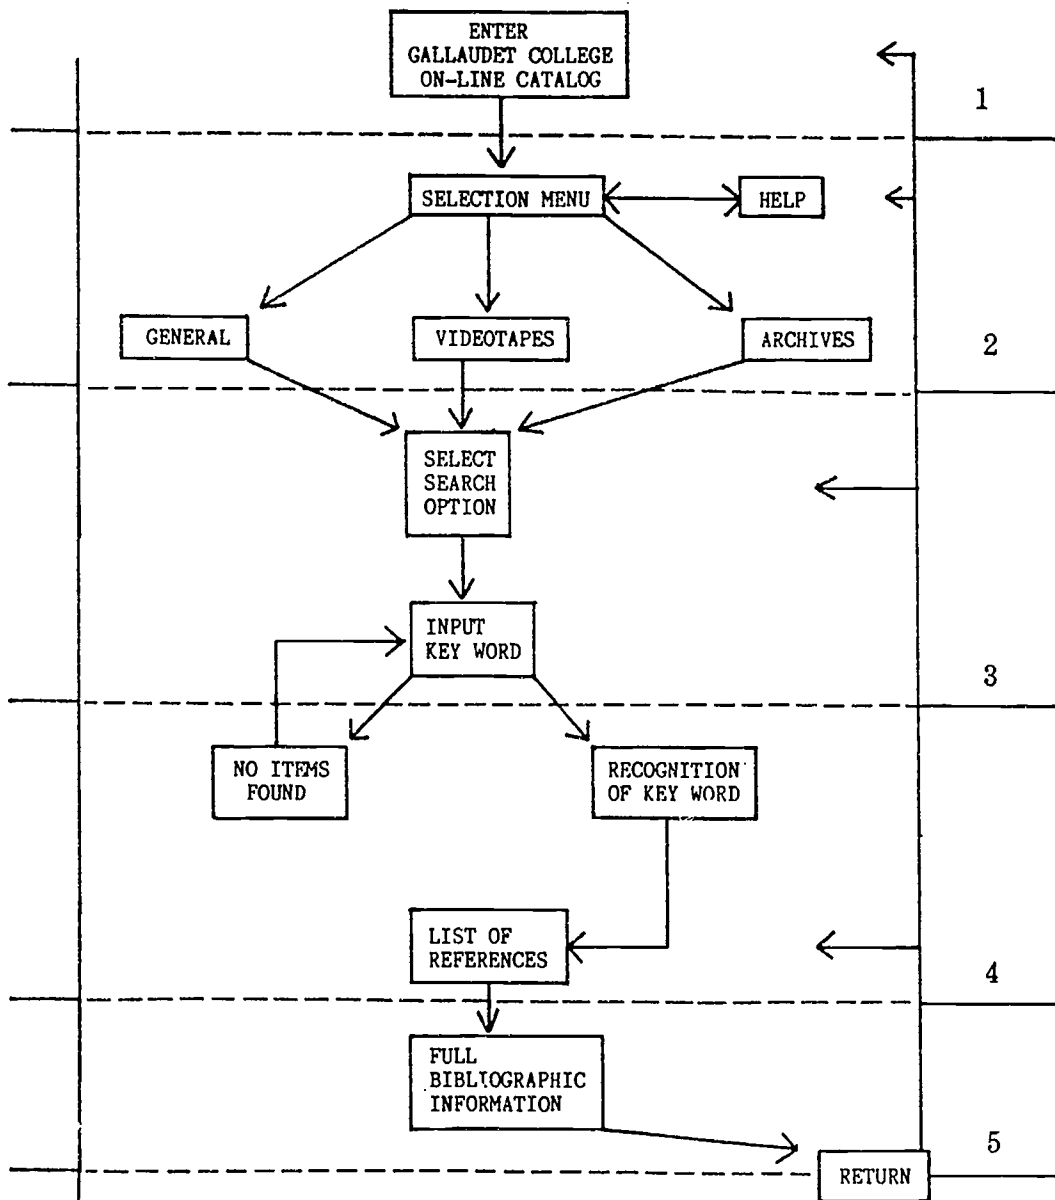 ENTER
GALLAUDET COLLEGE
ON-LINE CATALOG
1
SELECTION MENU
HELP
GENERAL
VIDEOTAPES
ARCHIVES
2
SELECT
SEARCH
OPTION
INPUT
KEY WORD
3
NO ITEMS
FOUND
RECOGNITION
OF KEY WORD
LIST OF
REFERENCES
4
FULL
BIBLIOGRAPHIC
INFORMATION
5
RETURN